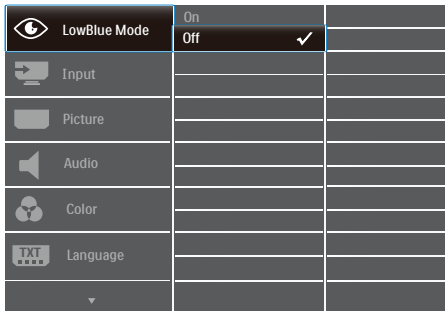 LowBlue Mode
On
Off
Input
Picture
Audio
Color
TXT
Language